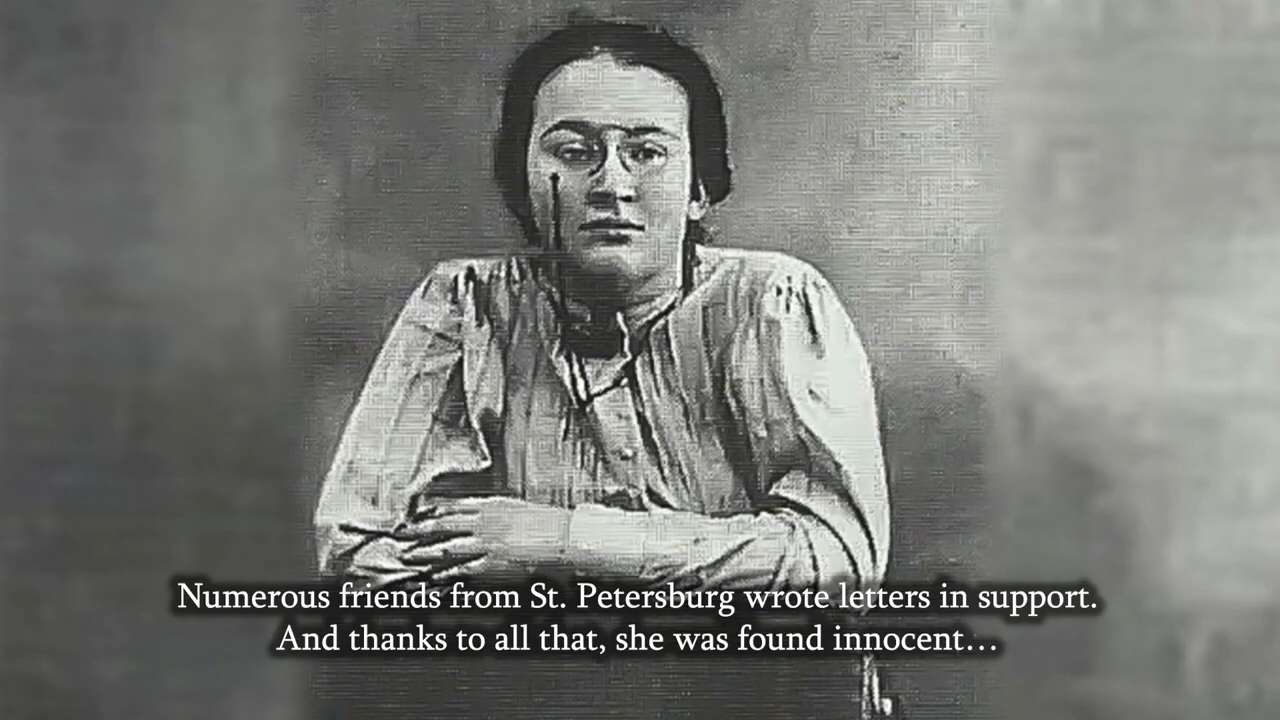 Numerous friends from St. Petersburg wrote letters in support.
And thanks to all that, she was found innocent…